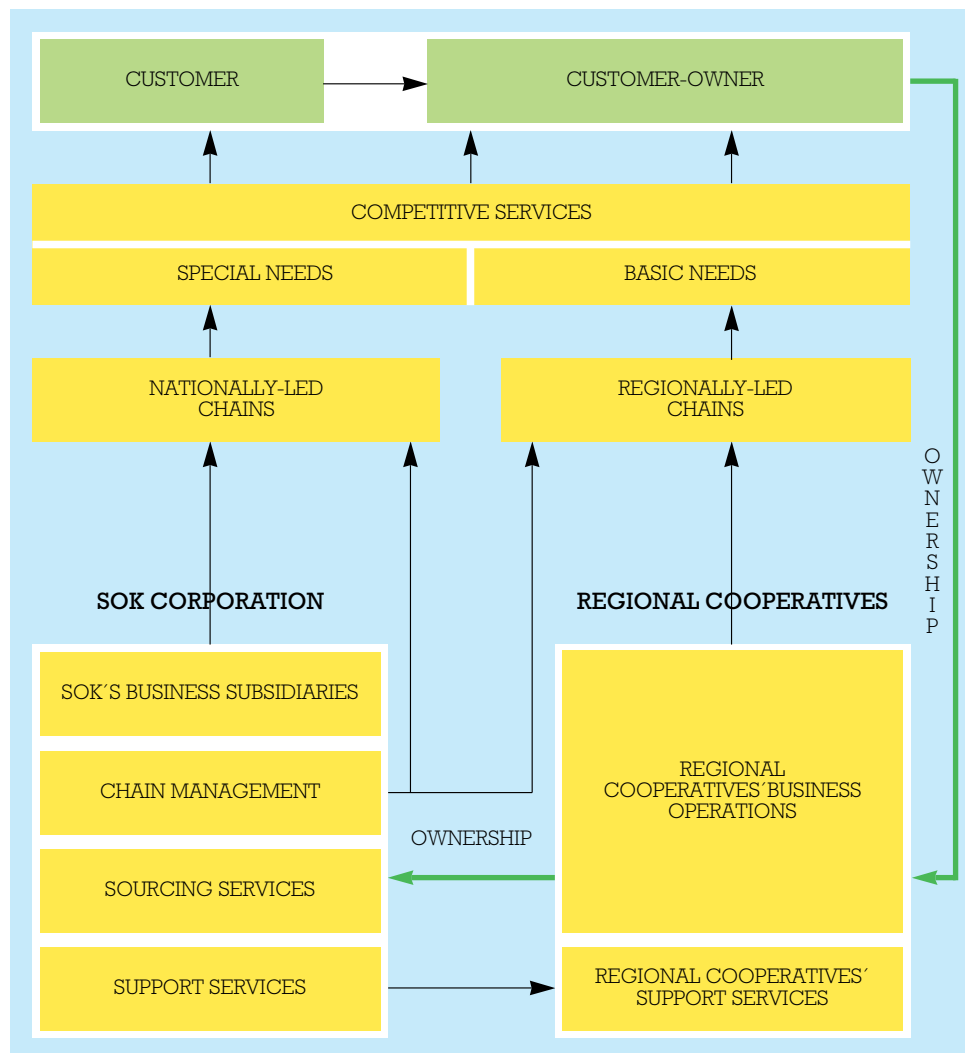 CUSTOMER
CUSTOMER-OWNER
COMPETITIVE SERVICES
SPECIAL NEEDS
BASIC NEEDS
NATIONALLY-LED
CHAINS
REGIONALLY-LED
CHAINS
OWNERSHIP
SOK CORPORATION
REGIONAL COOPERATIVES
SOK´S BUSINESS SUBSIDIARIES
CHAIN MANAGEMENT
SOURCING SERVICES
SUPPORT SERVICES
OWNERSHIP
REGIONAL
COOPERATIVES´BUSINESS
OPERATIONS
REGIONAL COOPERATIVES´
SUPPORT SERVICES